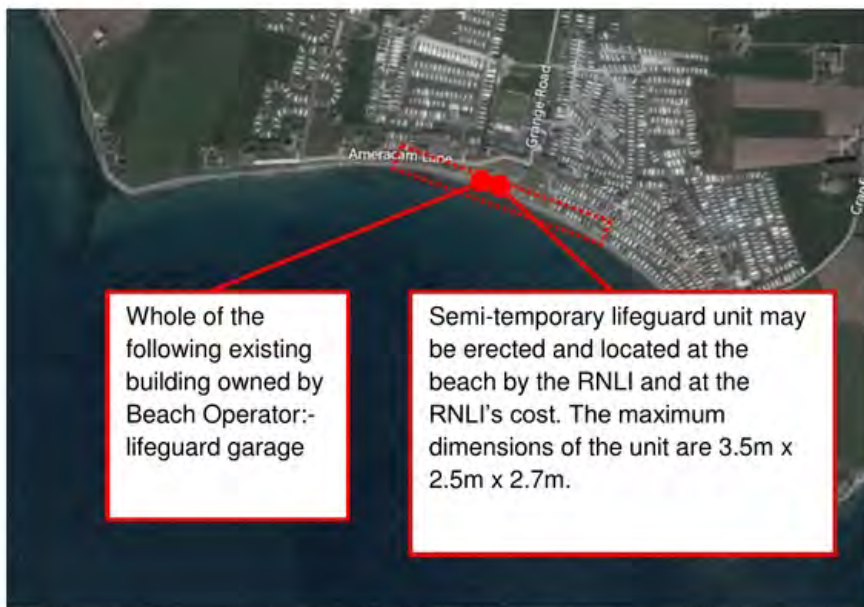 Ameracam Lane
Grange Road
Whole of the
following existing
building owned by
Beach Operator:-
lifeguard garage
Semi-temporary lifeguard unit may
be erected and located at the
beach by the RNLI and at the
RNLI's cost. The maximum
dimensions of the unit are 3.5m x
2.5m x 2.7m.